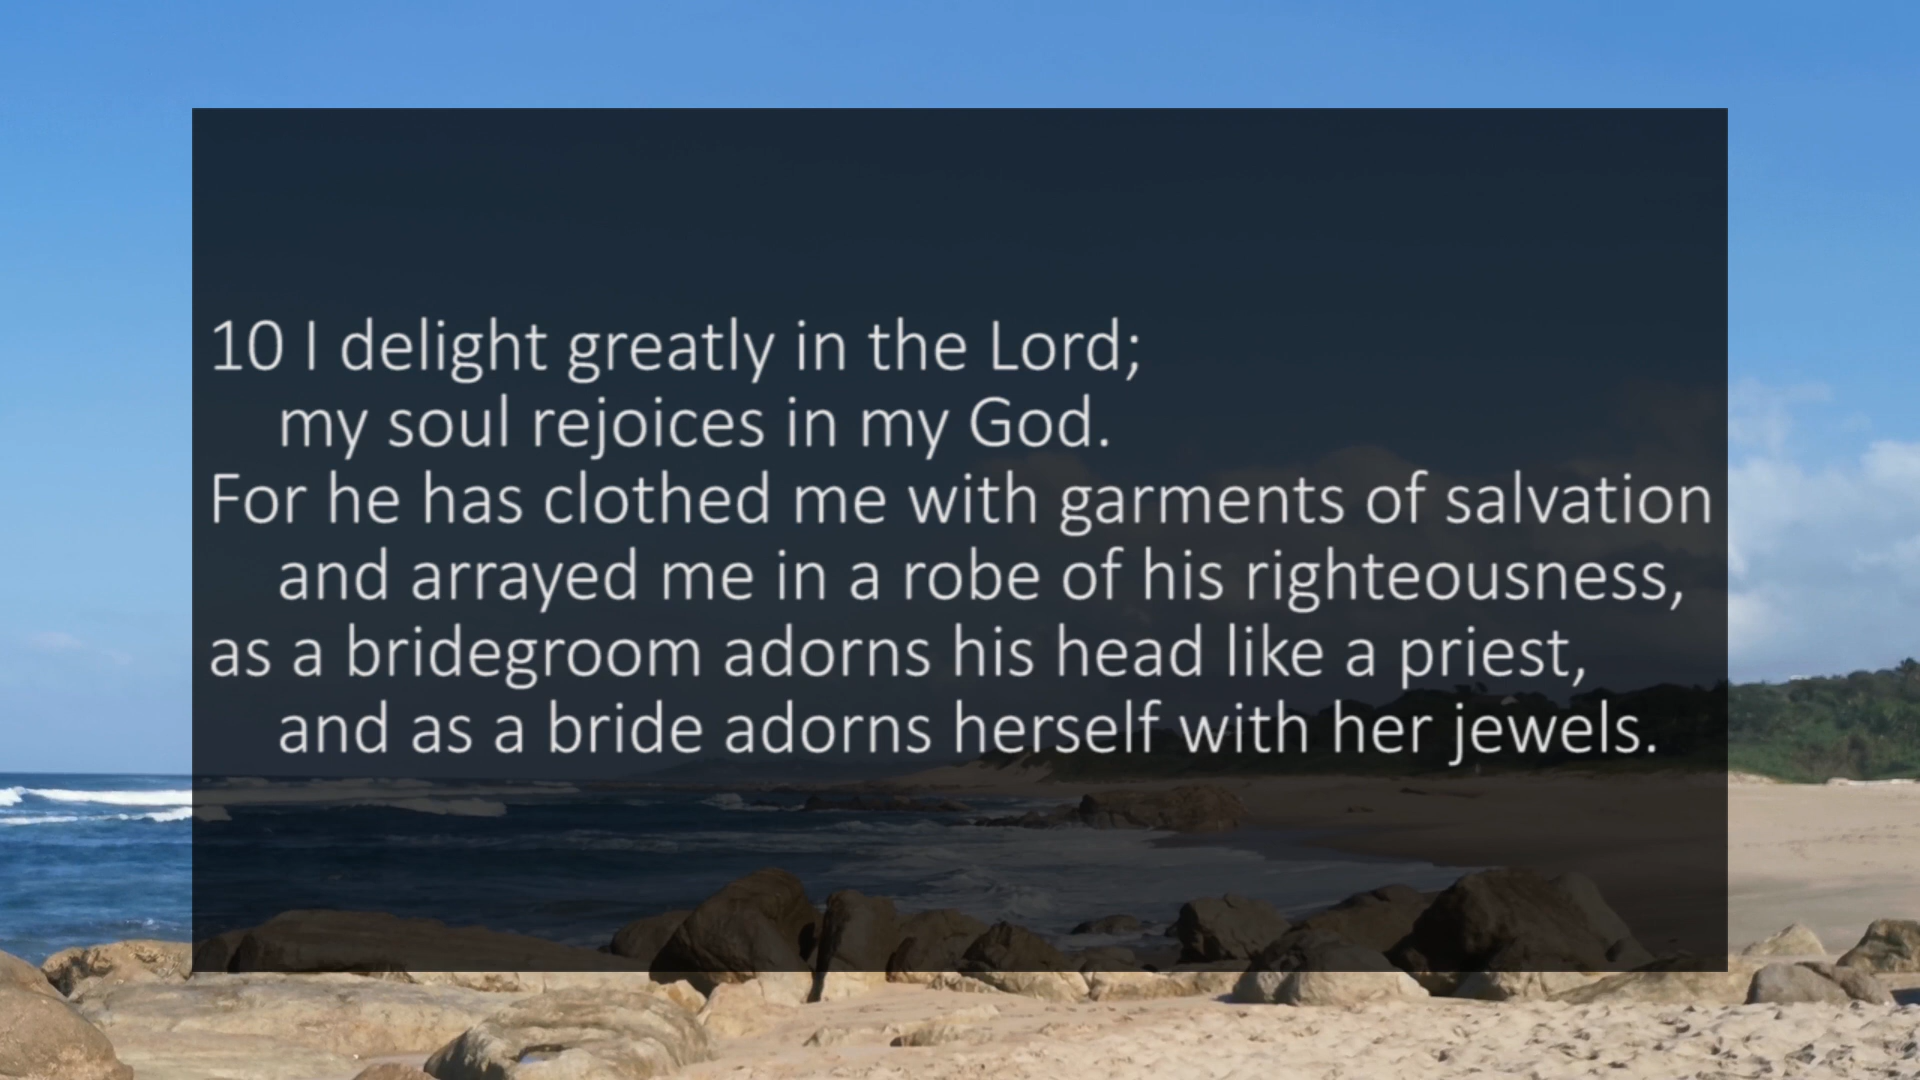 10 I delight greatly in the Lord;
my soul rejoices in my God.
For he has clothed me with garments of salvation
and arrayed me in a robe of his righteousness,
as a bridegroom adorns his head like a priest,
and as a bride adorns herself with her jewels.